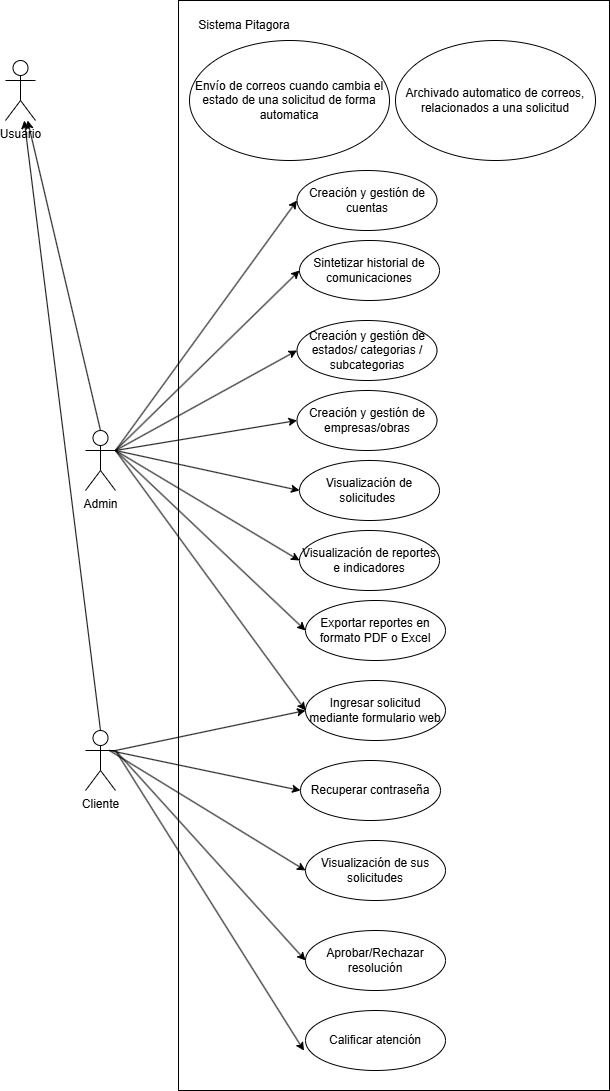 Sistema Pitagora
Envío de correos cuando cambia el
estado de una solicitud de forma
automatica
Archivado automatico de correos,
relacionados a una solicitud
Usuario
Creación y gestión de
cuentas
Sintetizar historial de
comunicaciones
Creación y gestión de
estados/ categorias /
subcategorias
Creación y gestión de
empresas/obras
Admin
Visualización de
solicitudes
Visualización de reportes
e indicadores
Exportar reportes en
formato PDF o Excel
Ingresar solicitud
mediante formulario web
Cliente
Recuperar contraseña
Visualización de sus
solicitudes
Aprobar/Rechazar
resolución
Calificar atención